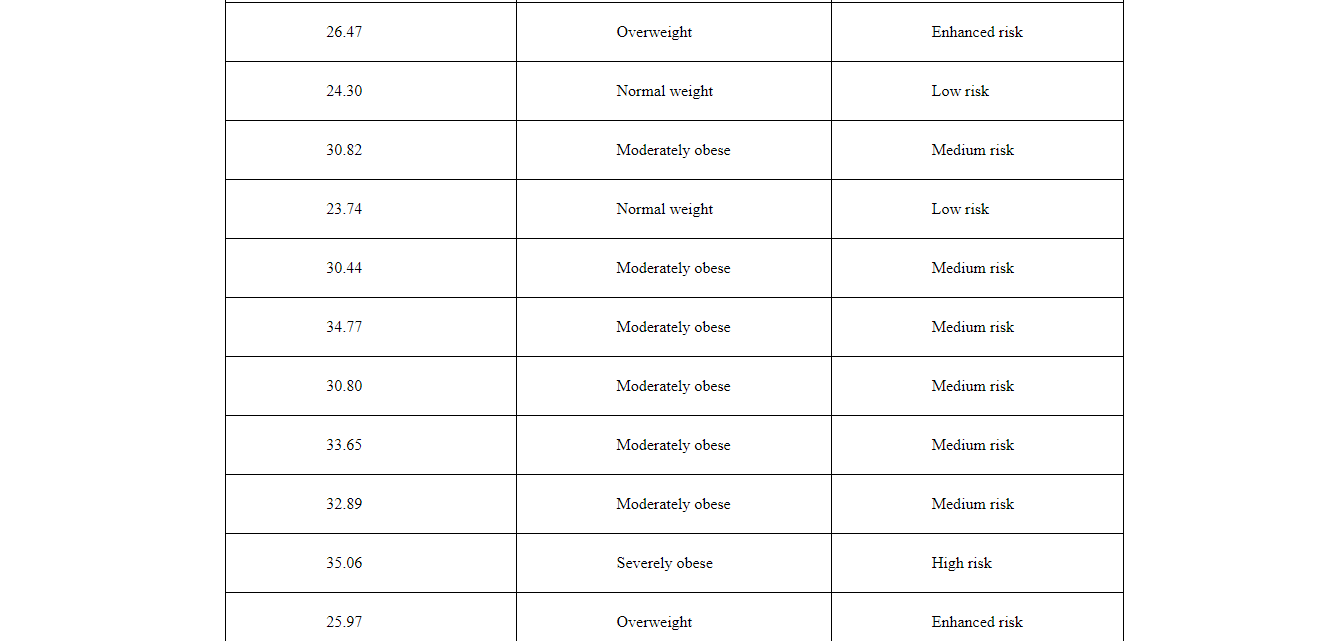 26.47 Overweight Enhanced risk
24.30 Normal weight Low risk
30.82 Moderately obese Medium risk
23.74 Normal weight Low risk
30.44 Moderately obese Medium risk
34.77 Moderately obese Medium risk
30.80 Moderately obese Medium risk
33.65 Moderately obese Medium risk
32.89 Moderately obese Medium risk
35.06 Severely obese High risk
25.97 Overweight Enhanced risk